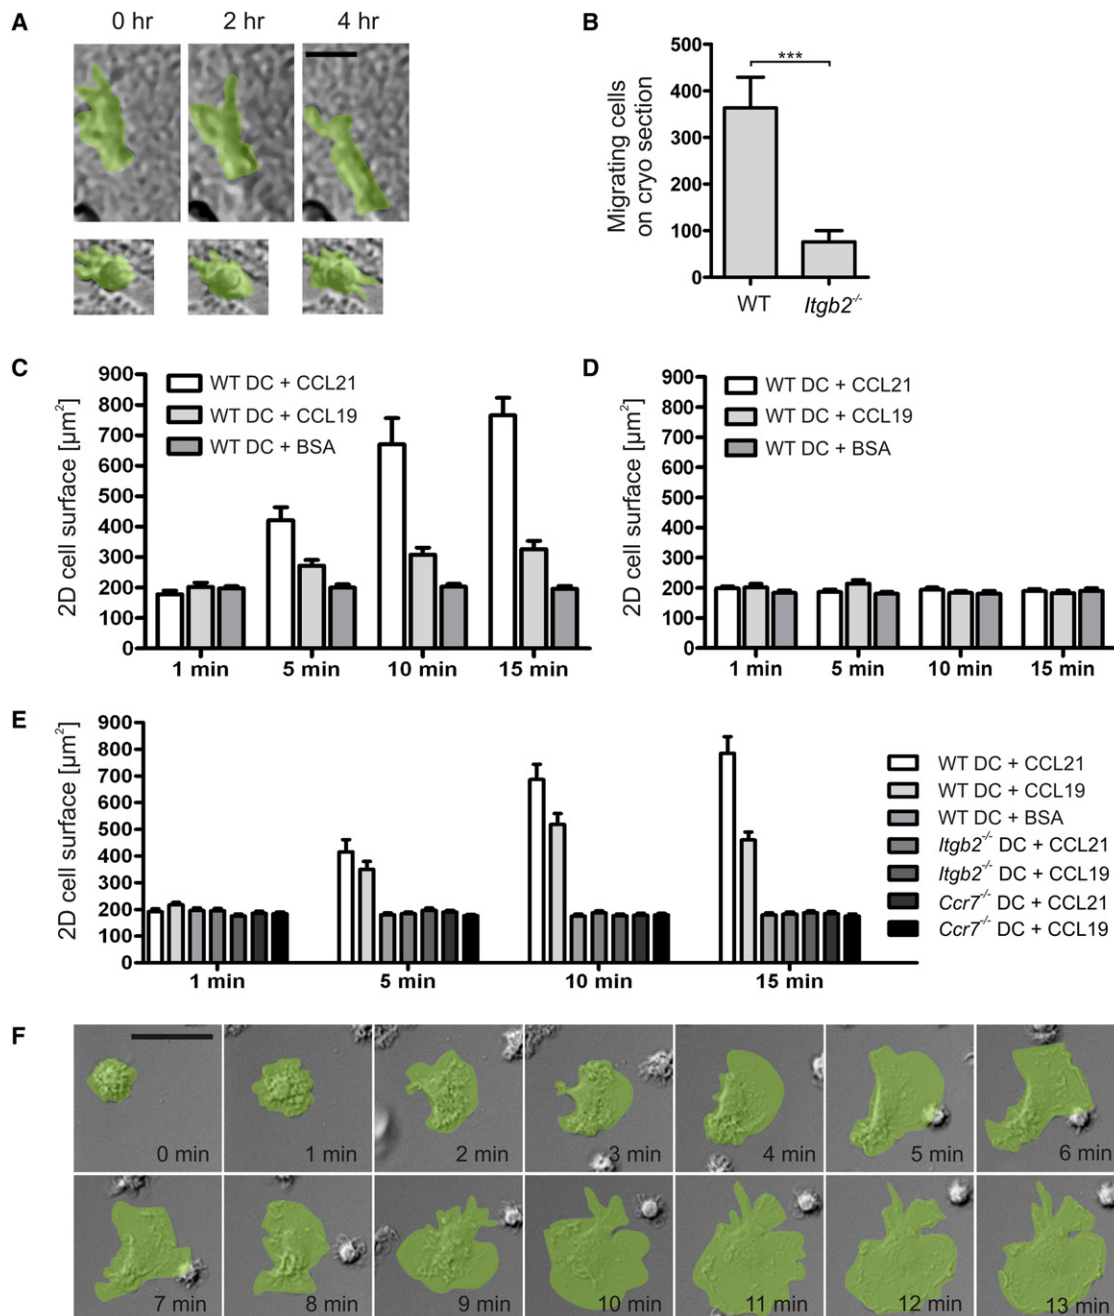 A
0 hr
2 hr
4 hr
B
Migrating cells
on cryo section
500
400
300
200
100
0
***
WT
Itgb2-/-
C
2D cell surface [µm²]
900
800
700
600
500
400
300
200
100
0
WT DC + CCL21
WT DC + CCL19
WT DC + BSA
1 min
5 min
10 min
15 min
D
2D cell surface [µm²]
900
800
700
600
500
400
300
200
100
0
WT DC + CCL21
WT DC + CCL19
WT DC + BSA
1 min
5 min
10 min
15 min
E
2D cell surface [µm²]
900
800
700
600
500
400
300
200
100
0
1 min
5 min
10 min
15 min
WT DC + CCL21
WT DC + CCL19
WT DC + BSA
Itgb2-/- DC + CCL21
Itgb2-/- DC + CCL19
Ccr7-/- DC + CCL21
Ccr7-/- DC + CCL19
F
0 min
1 min
2 min
3 min
4 min
5 min
6 min
7 min
8 min
9 min
10 min
11 min
12 min
13 min